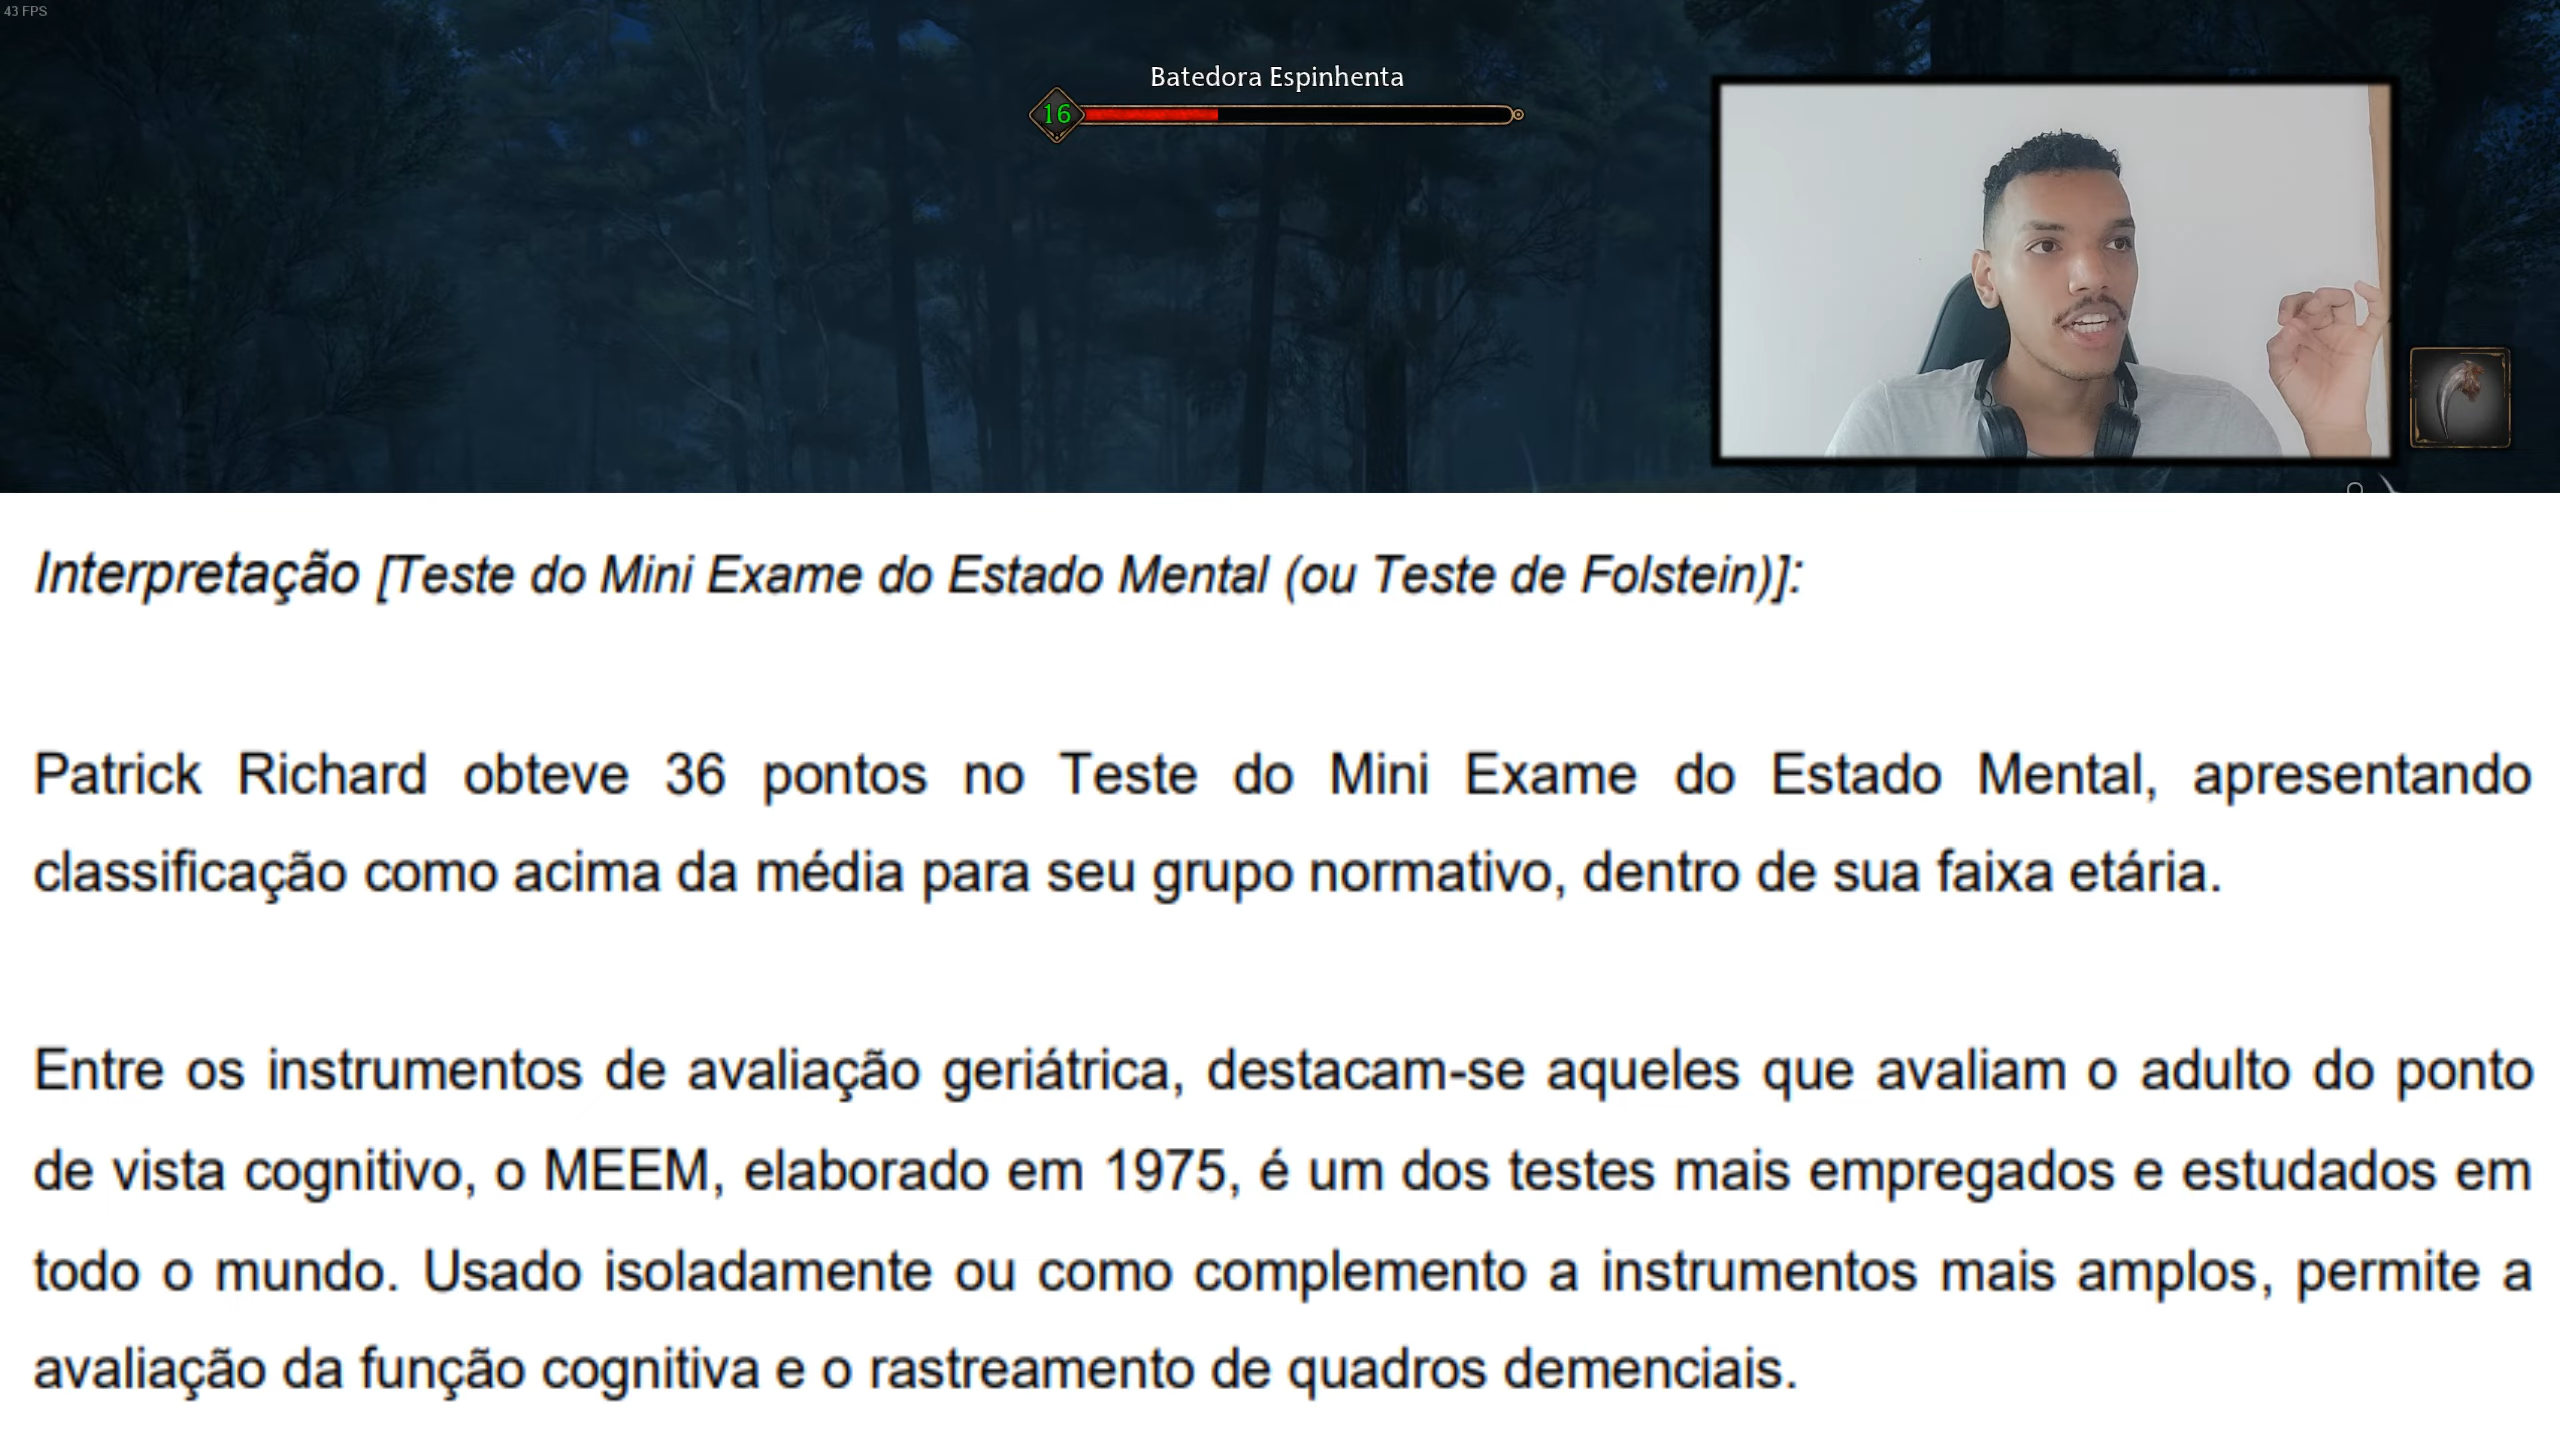 43 FPS
Batedora Espinhenta
16
Interpretação [Teste do Mini Exame do Estado Mental (ou Teste de Folstein)]:
Patrick Richard obteve 36 pontos no Teste do Mini Exame do Estado Mental, apresentando
classificação como acima da média para seu grupo normativo, dentro de sua faixa etária.
Entre os instrumentos de avaliação geriátrica, destacam-se aqueles que avaliam o adulto do ponto
de vista cognitivo, o MEEM, elaborado em 1975, é um dos testes mais empregados e estudados em
todo o mundo. Usado isoladamente ou como complemento a instrumentos mais amplos, permite a
avaliação da função cognitiva e o rastreamento de quadros demenciais.